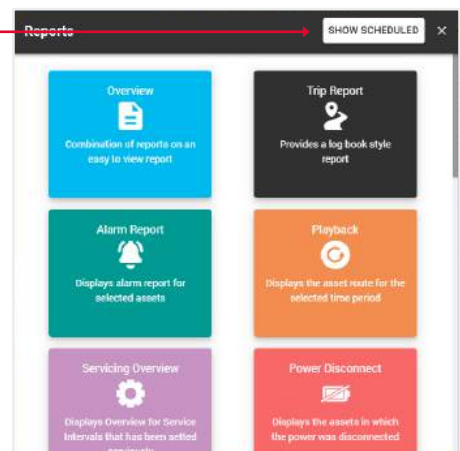 Reports
SHOW SCHEDULED
Overview
Combination of reports on an
easy to view report
Trip Report
Provides a log book style
report
Alarm Report
Displays alarm report for
selected assets
Playback
Displays the asset route for the
selected time period
Servicing Overview
Displays Overview for Service
Intervals that has been setted
Power Disconnect
Displays the assets in which
the power was disconnected